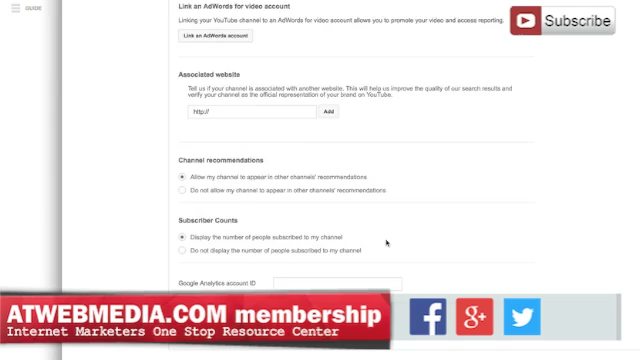 GUIDE
Link an AdWords for video account
Linking your YouTube channel to an AdWords for video account allows you to promote your video and access reporting.
Link an AdWords account
Subscribe
Associated website
Tell us if your channel is associated with another website. This will help us improve the quality of our search results and
verify your channel as the official representation of your brand on YouTube.
http://
Add
Channel recommendations
Allow my channel to appear in other channels' recommendations
Do not allow my channel to appear in other channels' recommendations
Subscriber Counts
Display the number of people subscribed to my channel
Do not display the number of people subscribed to my channel
Google Analytics account ID
ATWEBMEDIA.COM membership
Internet Marketers One Stop Resource Center